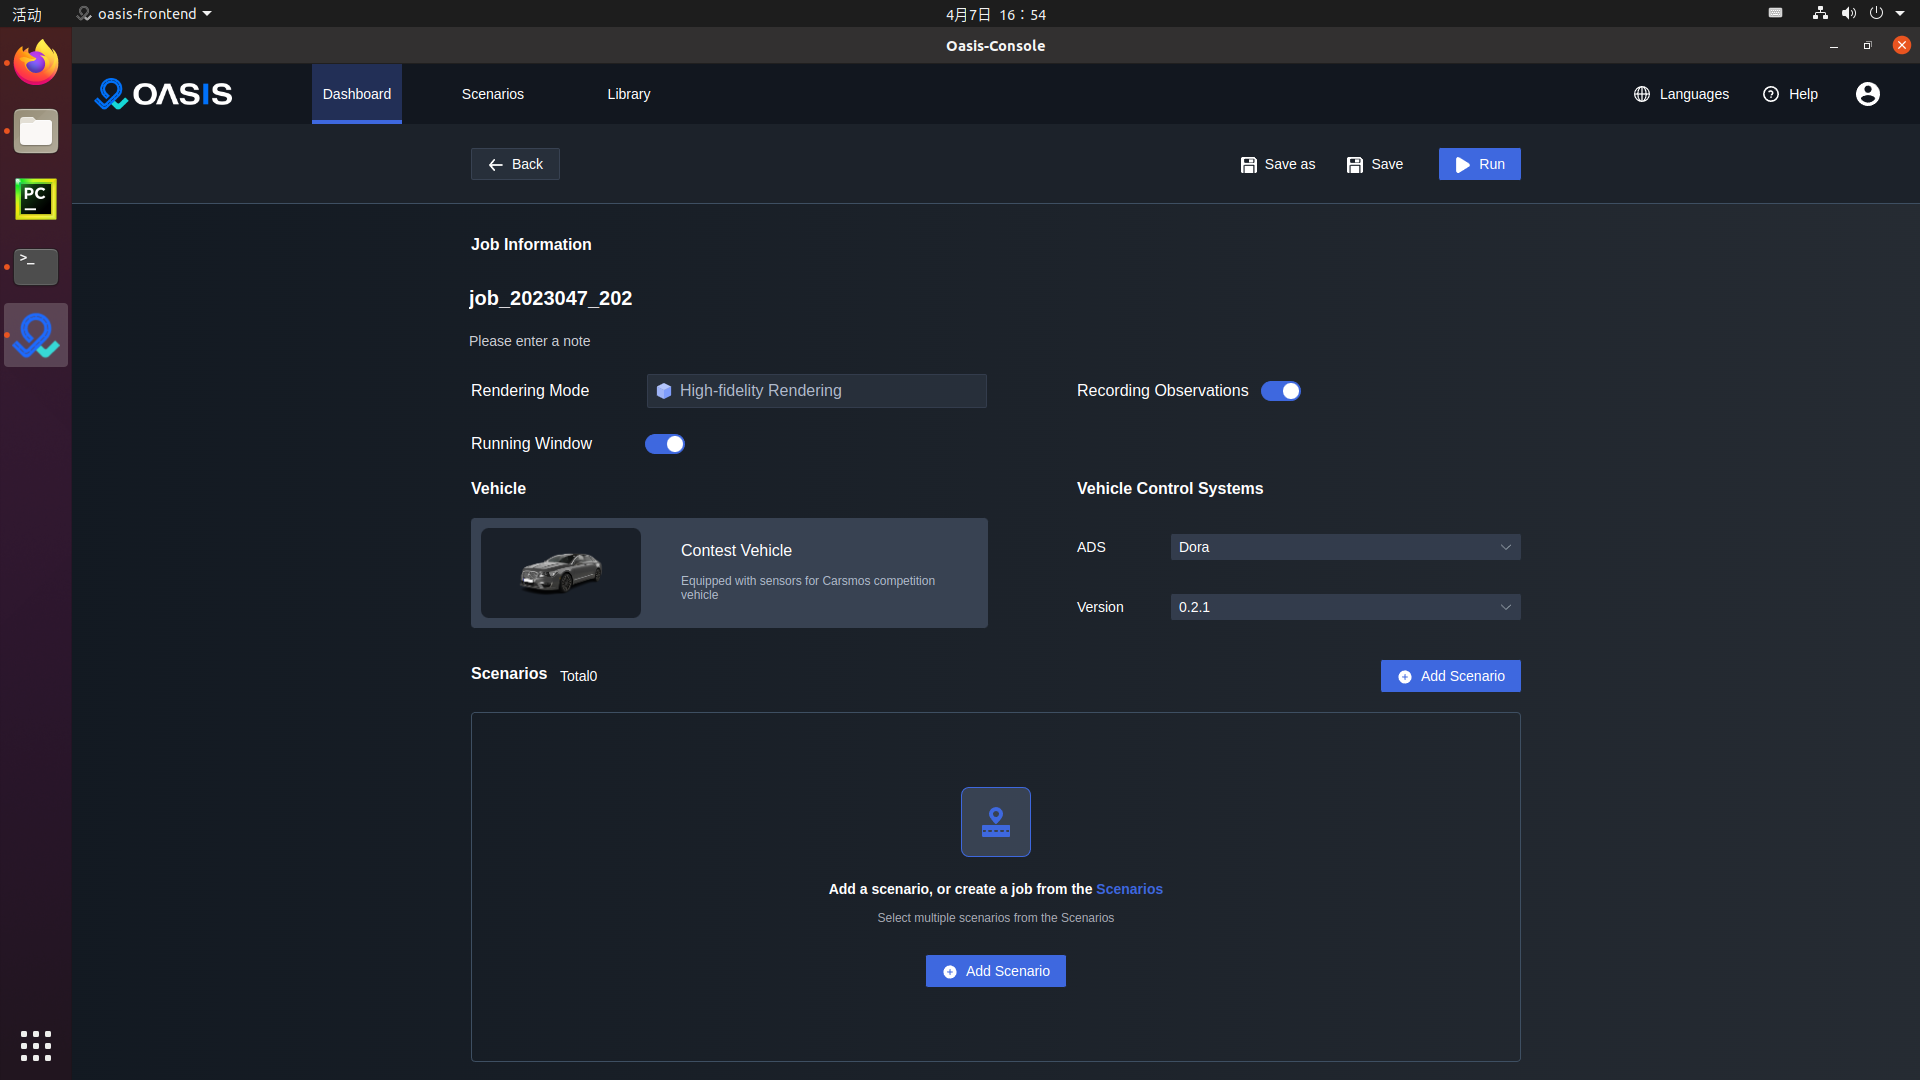 活动
oasis-frontend
4月7日 16：54
Oasis-Console
OASIS
Dashboard
Scenarios
Library
Languages
Help
Back
Save as
Save
Run
Job Information
job_2023047_202
Please enter a note
Rendering Mode
High-fidelity Rendering
Recording Observations
Running Window
Vehicle
Vehicle Control Systems
Contest Vehicle
Equipped with sensors for Carsmos competition
vehicle
ADS
Dora
Version
0.2.1
Scenarios
Total0
Add Scenario
Add a scenario, or create a job from the Scenarios
Select multiple scenarios from the Scenarios
Add Scenario
PC
>_